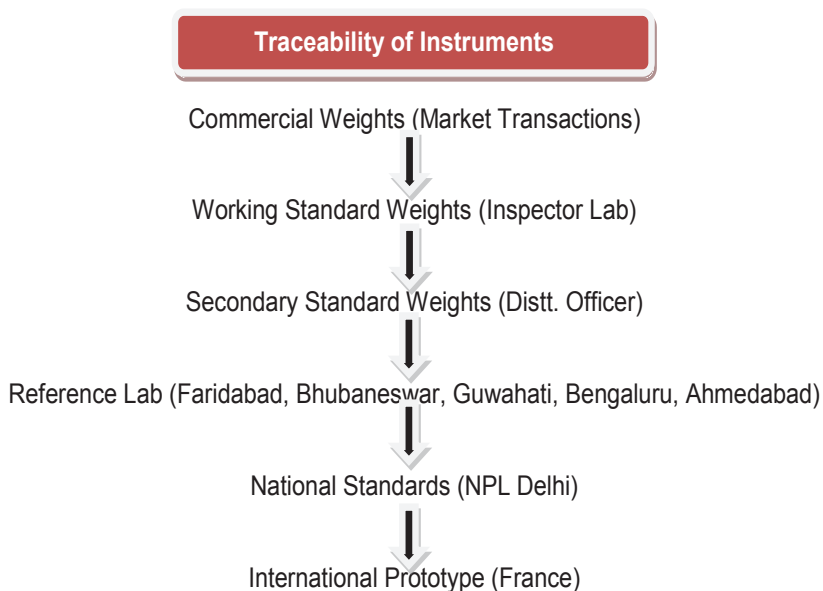 Traceability of Instruments
Commercial Weights (Market Transactions)
Working Standard Weights (Inspector Lab)
Secondary Standard Weights (Distt. Officer)
Reference Lab (Faridabad, Bhubaneswar, Guwahati, Bengaluru, Ahmedabad)
National Standards (NPL Delhi)
International Prototype (France)